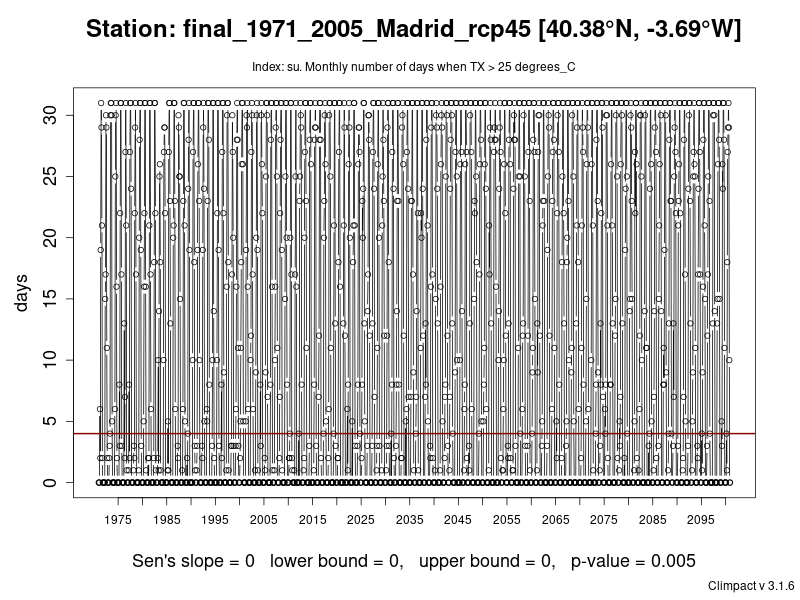 Station: final_1971_2005_Madrid_rcp45 [40.38°N, -3.69°W]
Index: su. Monthly number of days when TX > 25 degrees_C
days
30
25
20
15
10
5
0
1975 1985 1995 2005 2015 2025 2035 2045 2055 2065 2075 2085 2095
Sen's slope = 0 lower bound = 0, upper bound = 0, p-value = 0.005
Climpact v 3.1.6